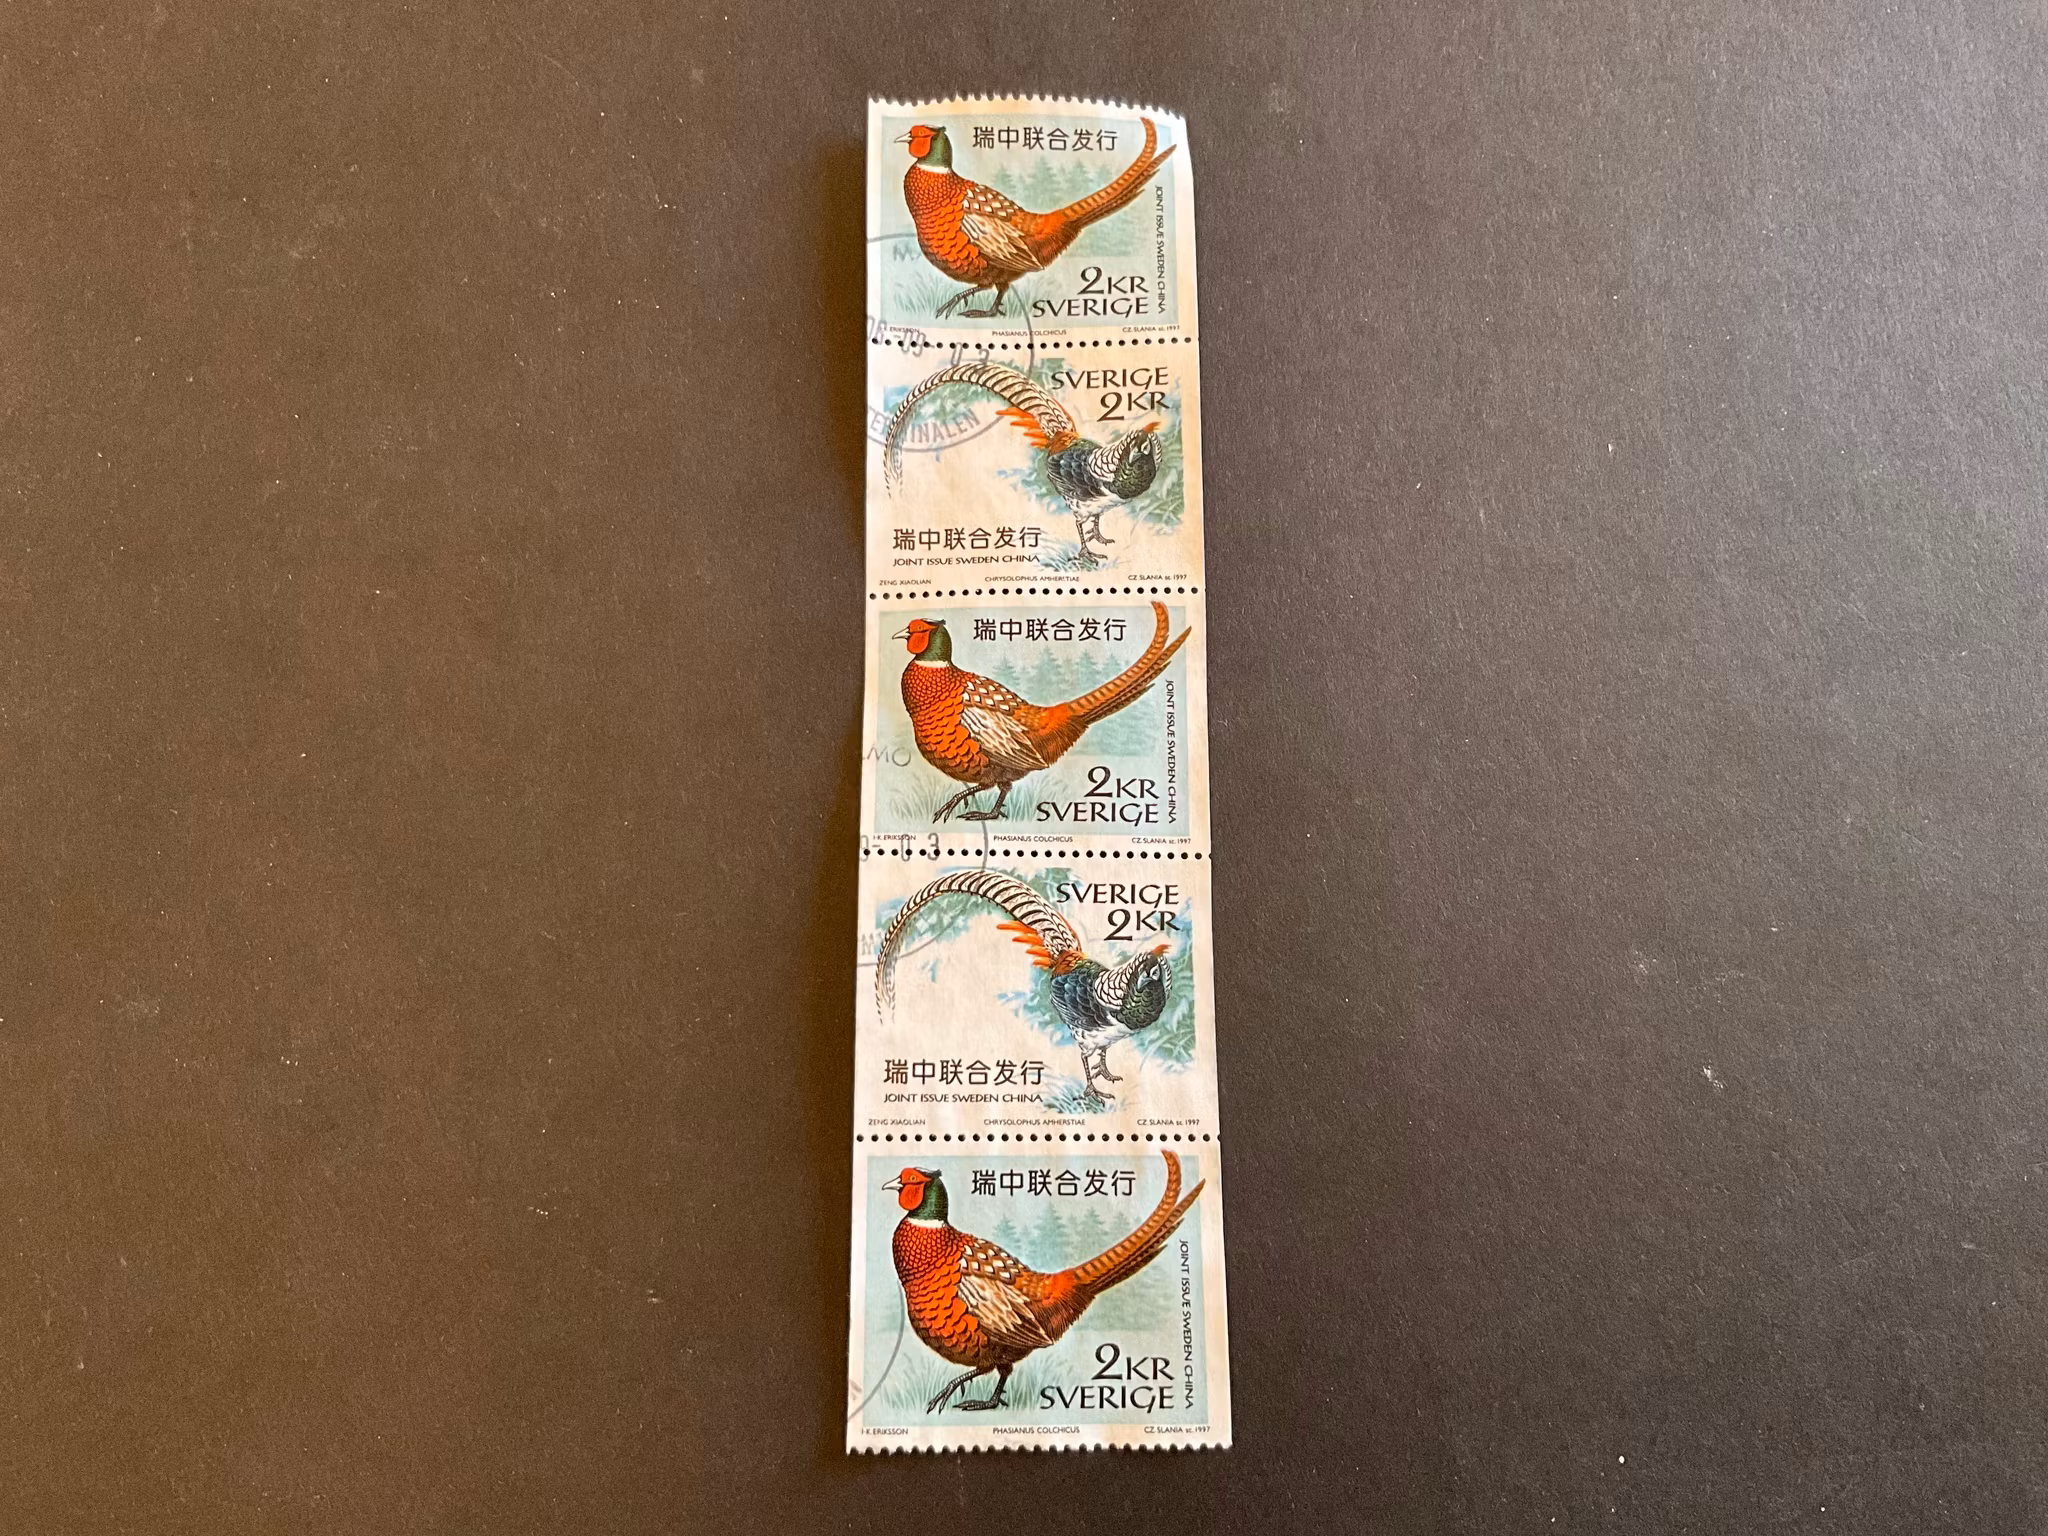 瑞中联合发行
JOINT ISSUE SWEDEN CHINA
2KR
SVERIGE
ERIKSSON PHASIANUS COLCHICUS CZ. SLANIA sc. 1997
SVERIGE
2KR
TERMINALEN
瑞中联合发行
JOINT ISSUE SWEDEN CHINA
ZENG XIAOLIAN CHRYSOLOPHUS AMHERSTIAE CZ. SLANIA sc. 1997
瑞中联合发行
JOINT ISSUE SWEDEN CHINA
LMO
2KR
SVERIGE
I-K. ERIKSSON PHASIANUS COLCHICUS CZ. SLANIA sc. 1997
03
SVERIGE
2KR
瑞中联合发行
JOINT ISSUE SWEDEN CHINA
ZENG XIAOLIAN CHRYSOLOPHUS AMHERSTIAE CZ. SLANIA sc. 1997
瑞中联合发行
JOINT ISSUE SWEDEN CHINA
2KR
SVERIGE
I-K. ERIKSSON PHASIANUS COLCHICUS CZ. SLANIA sc. 1997